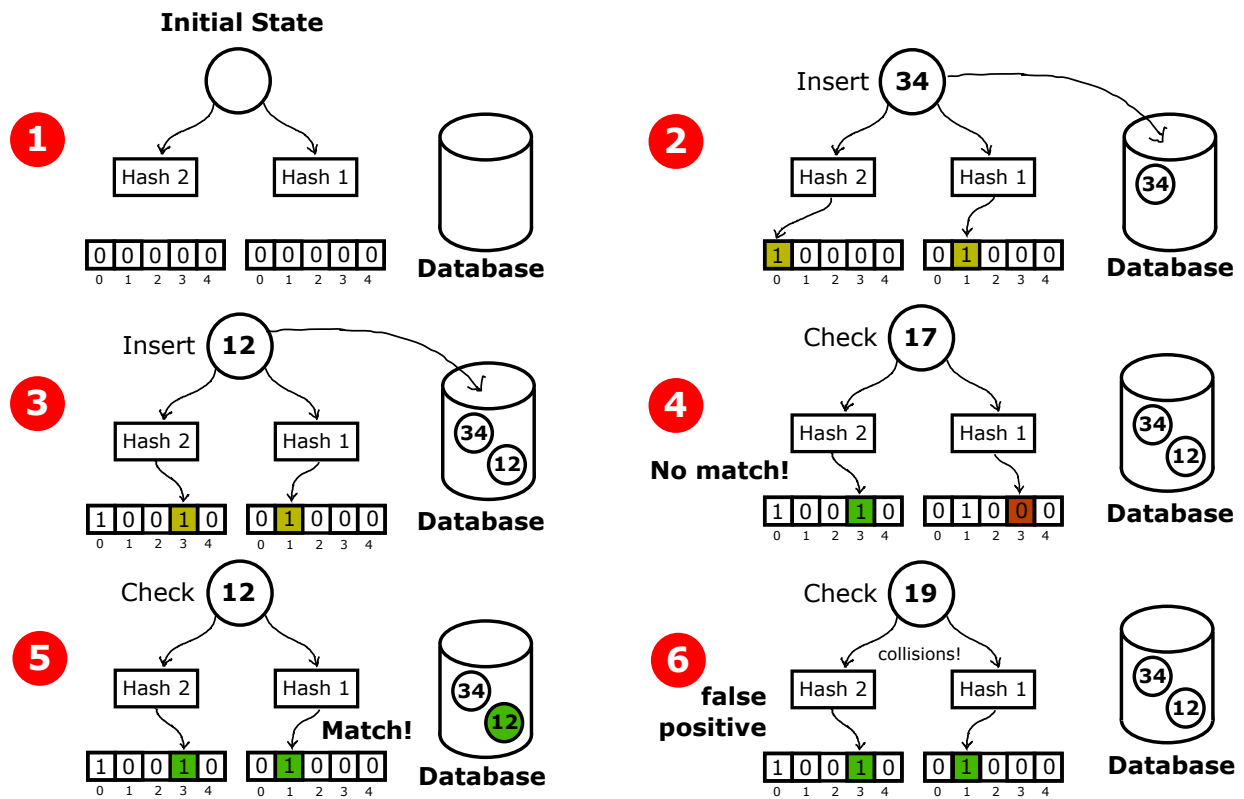 Initial State
1
Hash 2 Hash 1
0 0 0 0 0 0 0 0 0 0
0 1 2 3 4 0 1 2 3 4
Database
2
Insert 34
34
Hash 2 Hash 1
1 0 0 0 0 0 1 0 0 0
0 1 2 3 4 0 1 2 3 4
Database
3
Insert 12
34
12
Hash 2 Hash 1
1 0 0 1 0 0 1 0 0 0
0 1 2 3 4 0 1 2 3 4
Database
4
Check 17
34
12
Hash 2 Hash 1
No match!
1 0 0 1 0 0 1 0 0 0
0 1 2 3 4 0 1 2 3 4
Database
5
Check 12
34
12
Hash 2 Hash 1
Match!
1 0 0 1 0 0 1 0 0 0
0 1 2 3 4 0 1 2 3 4
Database
6
Check 19
collisions!
34
12
Hash 2 Hash 1
false
positive
1 0 0 1 0 0 1 0 0 0
0 1 2 3 4 0 1 2 3 4
Database